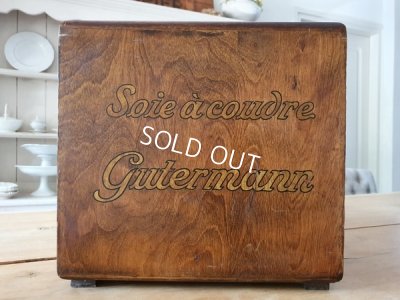 Soie à coudre
SOLD OUT
Gutermann